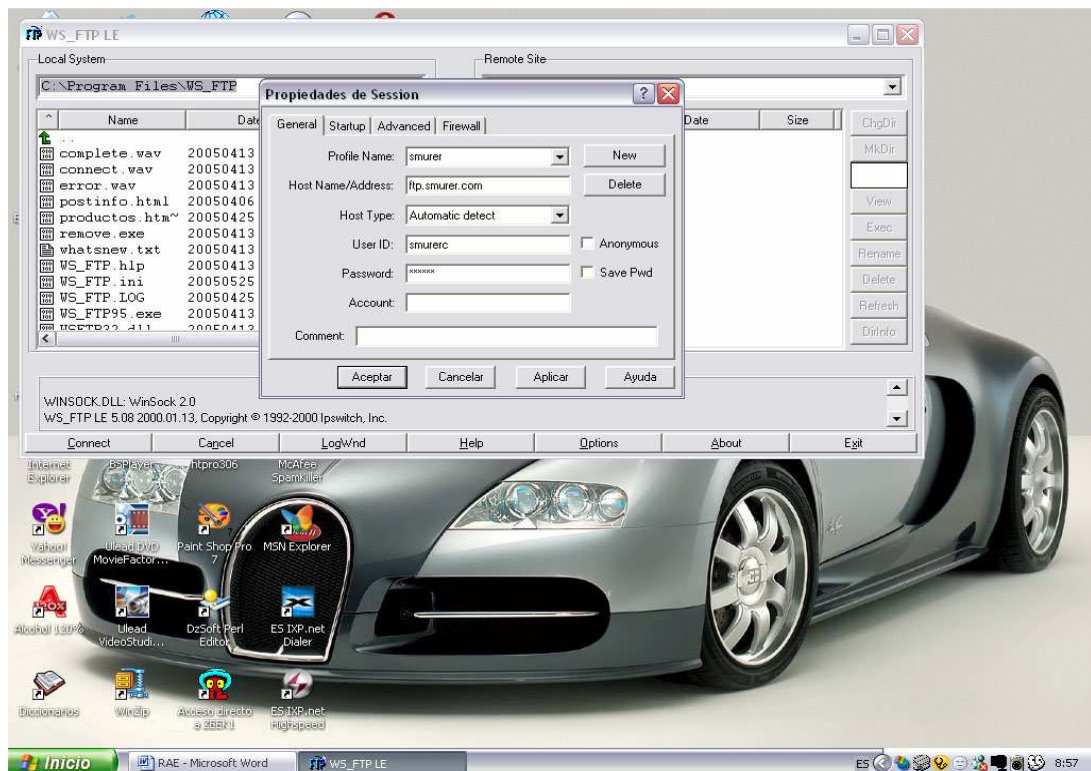 WS_FTP LE
Local System
Remote Site
C:\Program Files\WS_FTP
^ Name Date
Date Size
..
complete.wav 20050413
connect.wav 20050413
error.wav 20050413
postinfo.html 20050406
productos.htm~ 20050425
remove.exe 20050413
whatsnew.txt 20050413
WS_FTP.hlp 20050413
WS_FTP.ini 20050525
WS_FTP.LOG 20050425
WS_FTP95.exe 20050413
WSFTP32.dll 20050413
ChgDir
MkDir
View
Exec
Rename
Delete
Refresh
DirInfo
Propiedades de Session
General Startup Advanced Firewall
Profile Name: smurer New
Host Name/Address: ftp.smurer.com Delete
Host Type: Automatic detect
User ID: smurerc Anonymous
Password: ****** Save Pwd
Account:
Comment:
Aceptar Cancelar Aplicar Ayuda
WINSOCK.DLL: WinSock 2.0
WS_FTP LE 5.08 2000.01.13, Copyright © 1992-2000 Ipswitch, Inc.
Connect Cancel LogWnd Help Options About Exit
Internet Explorer
BSPlayer
htpro306
McAfee Spamkiller
Yahoo! Messenger
Ulead DVD MovieFactor...
Paint Shop Pro 7
MSN Explorer
Alcohol 120%
Ulead VideoStudi...
DzSoft Perl Editor
ES IXP.net Dialer
Diccionarios
WinZip
Acceso directo a ZEEK1
ES IXP.net Highspeed
Inicio
RAE - Microsoft Word
WS_FTP LE
ES
8:57